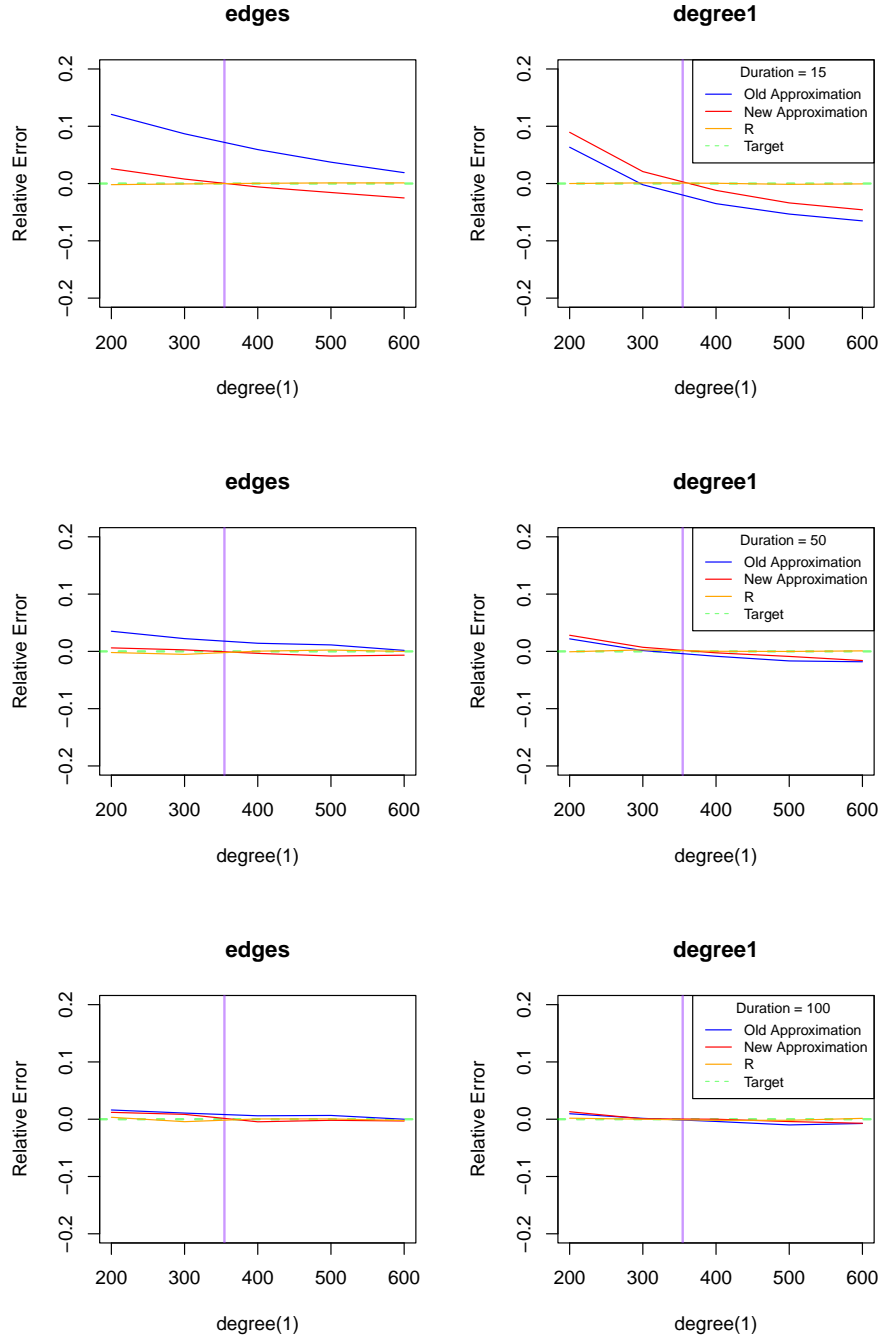 edges
0.2
0.1
0.0
−0.1
−0.2
Relative Error
200 300 400 500 600
degree(1)
degree1
0.2
0.1
0.0
−0.1
−0.2
Relative Error
Duration = 15
Old Approximation
New Approximation
R
Target
200 300 400 500 600
degree(1)
edges
0.2
0.1
0.0
−0.1
−0.2
Relative Error
200 300 400 500 600
degree(1)
degree1
0.2
0.1
0.0
−0.1
−0.2
Relative Error
Duration = 50
Old Approximation
New Approximation
R
Target
200 300 400 500 600
degree(1)
edges
0.2
0.1
0.0
−0.1
−0.2
Relative Error
200 300 400 500 600
degree(1)
degree1
0.2
0.1
0.0
−0.1
−0.2
Relative Error
Duration = 100
Old Approximation
New Approximation
R
Target
200 300 400 500 600
degree(1)